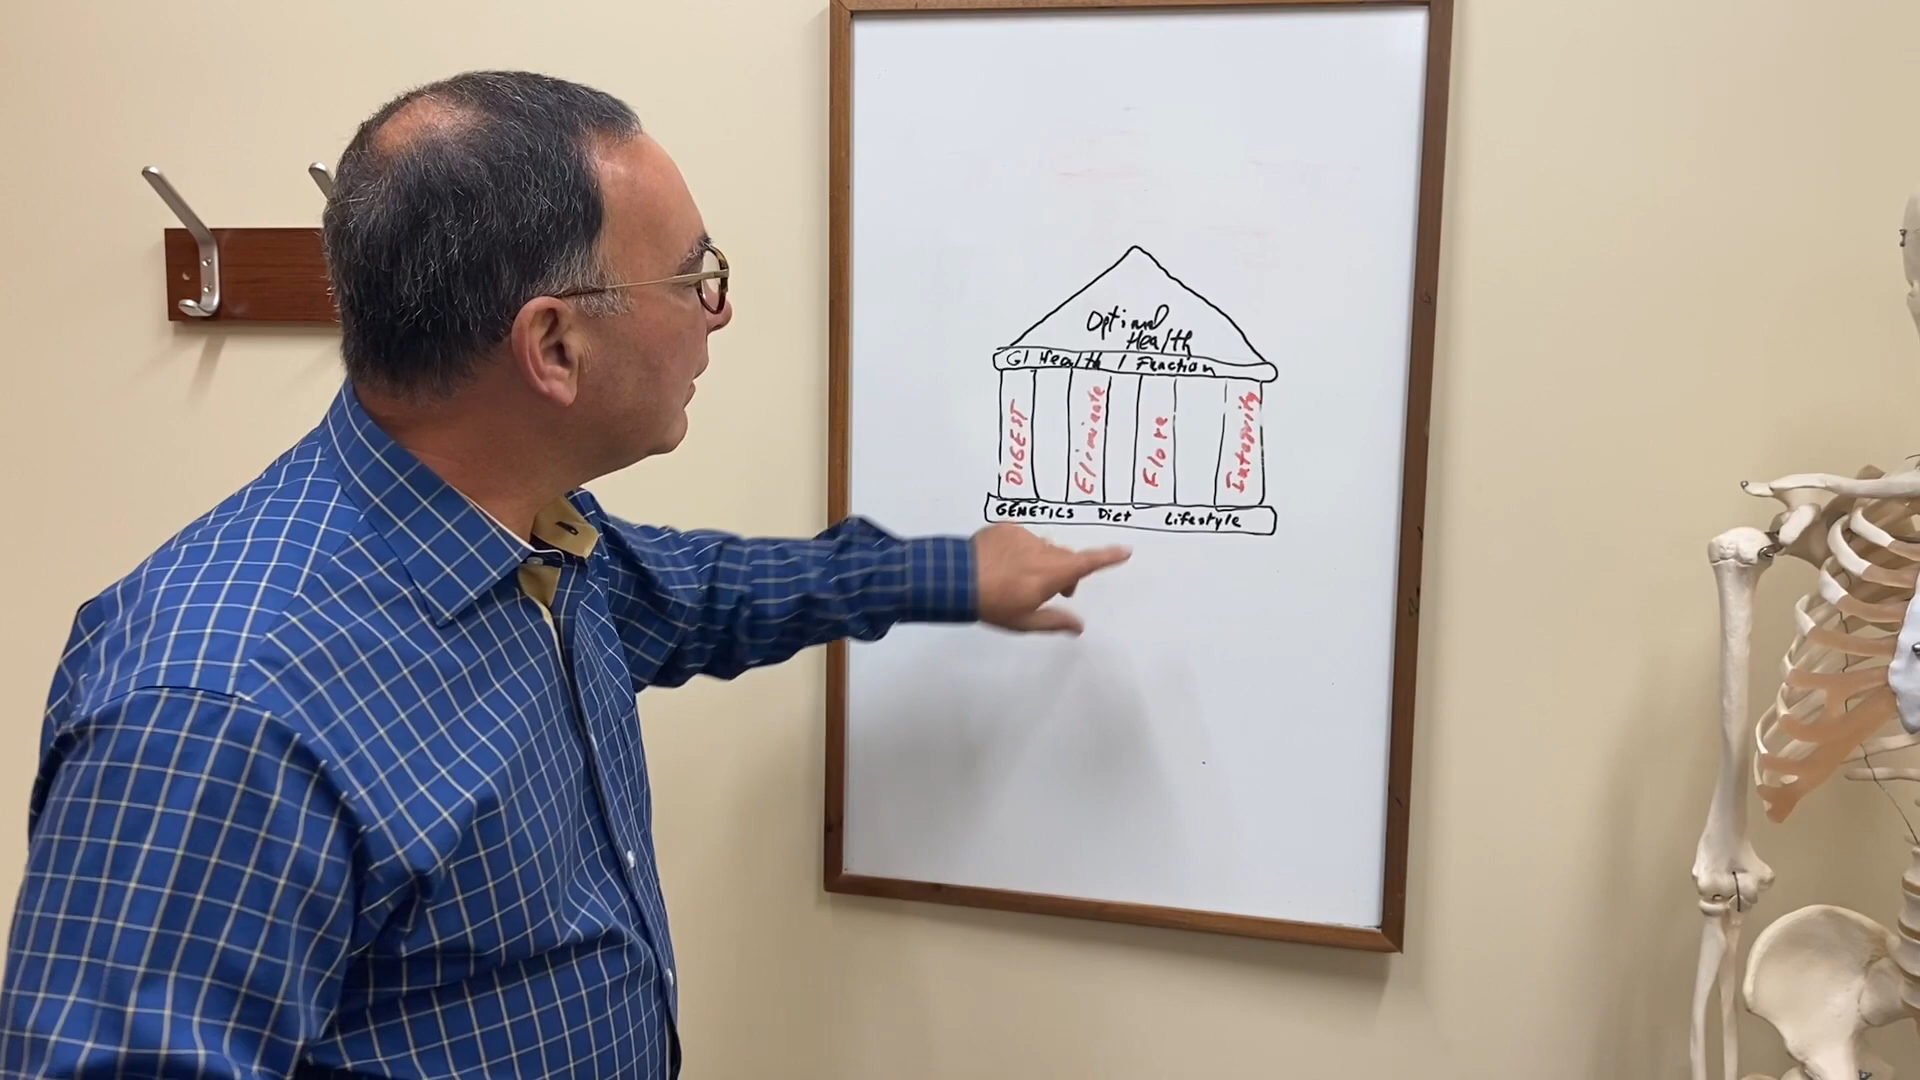 Optimal
Health
GI Health / Function
DIGEST
Eliminate
Flora
Integrity
GENETICS Diet Lifestyle